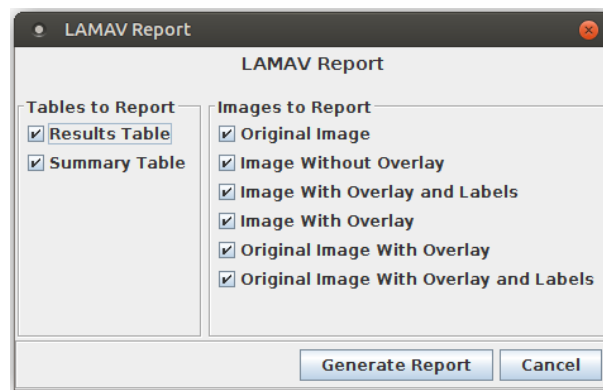 LAMAV Report
LAMAV Report
Tables to Report
Results Table
Summary Table
Images to Report
Original Image
Image Without Overlay
Image With Overlay and Labels
Image With Overlay
Original Image With Overlay
Original Image With Overlay and Labels
Generate Report
Cancel